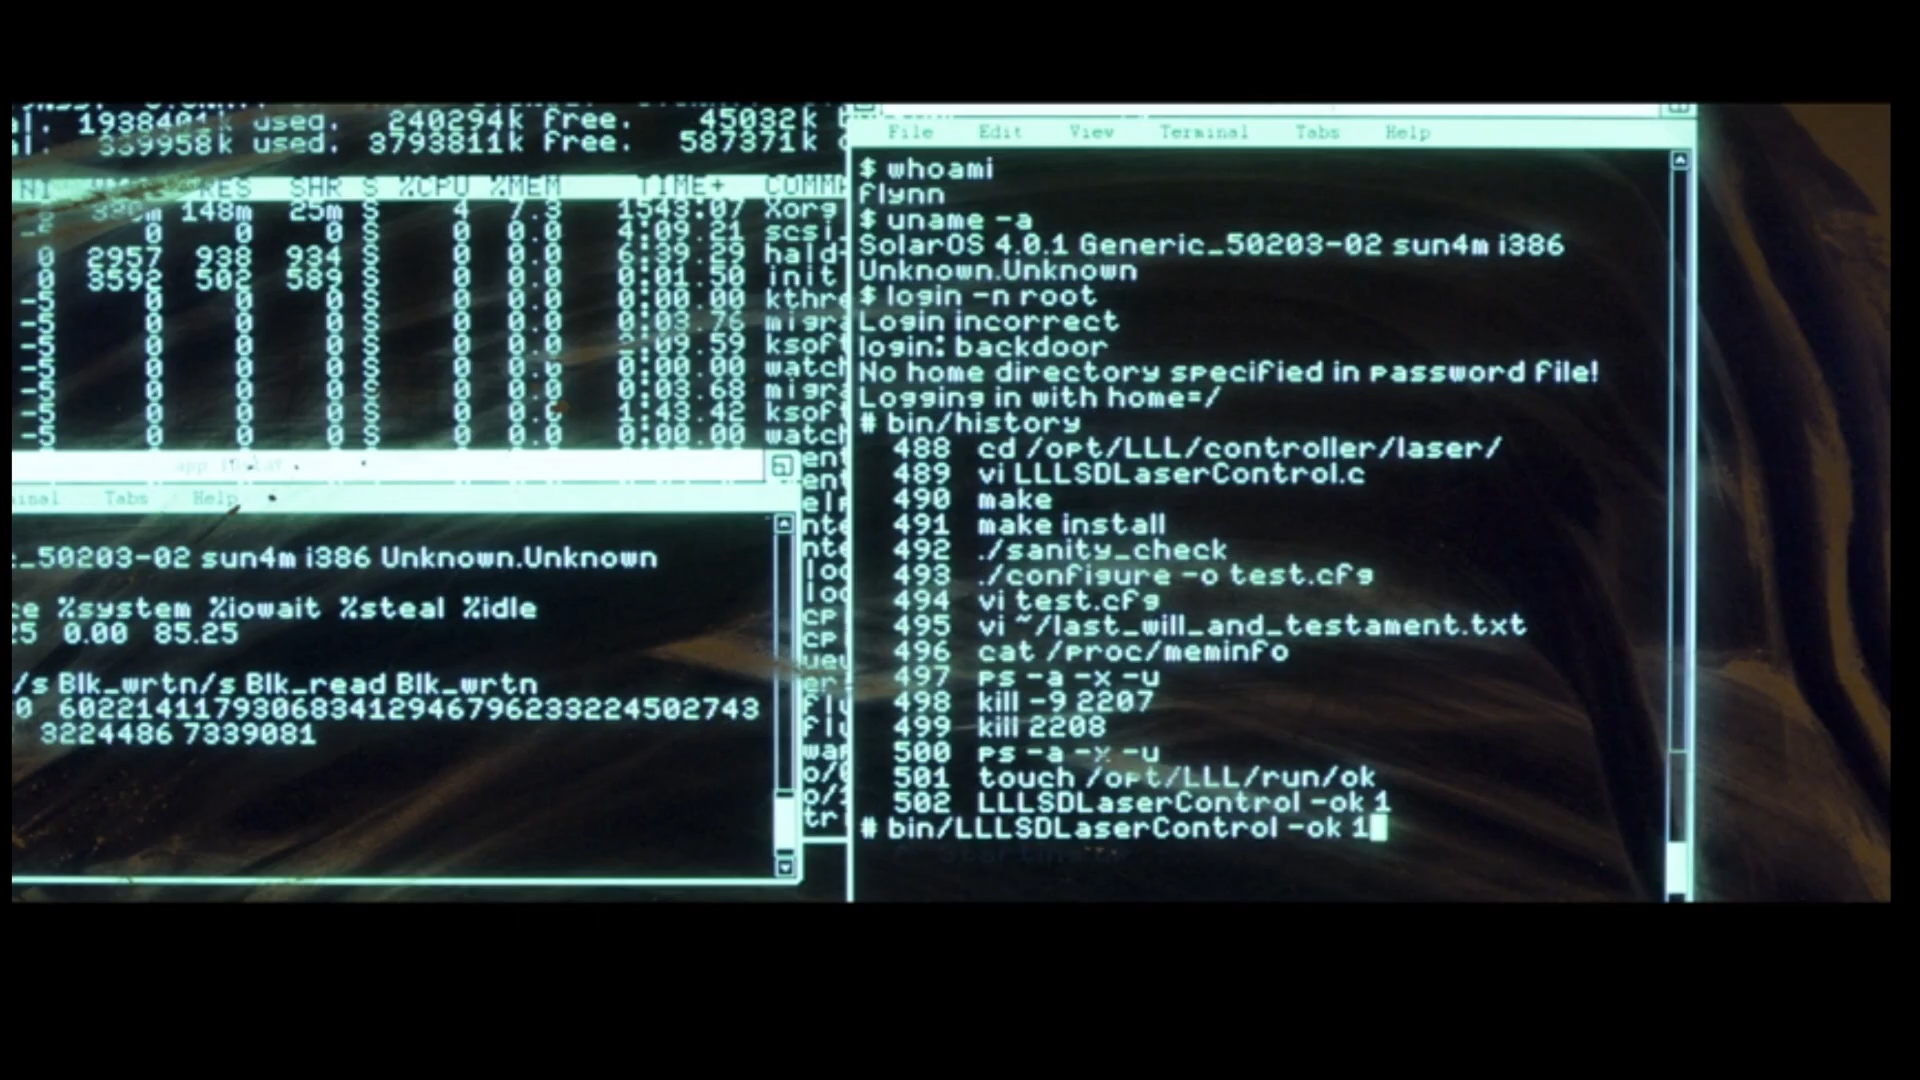 1938401k used. 240294k free. 45032k
339958k used. 3793811k free. 587371k
NI RES SHR S %CPU %MEM TIME+ COMM
148m 25m S 4 7.3 1543:07 Xorg
0 0 0 S 0 0.0 4:09.21 scsi
0 2957 938 934 S 0 0.0 6:39.29 hald-
0 3592 502 589 S 0 0.0 0:01.50 init
-5 0 0 0 S 0 0.0 0:00.00 kthre
-5 0 0 0 S 0 0.0 0:03.76 migra
-5 0 0 0 S 0 0.0 2:09.59 ksoft
-5 0 0 0 S 0 0.0 0:00.00 watch
-5 0 0 0 S 0 0.0 0:03.68 migra
-5 0 0 0 S 0 0.0 1:43.42 ksoft
-5 0 0 0 S 0 0.0 0:00.00 watch
inal Tabs Help
_50203-02 sun4m i386 Unknown.Unknown
%system %iowait %steal %idle
0.00 85.25
/s Blk_wrtn/s Blk_read Blk_wrtn
0 60221411793068341294679623322450​2743
3224486 7339081
File Edit View Terminal Tabs Help
$ whoami
flynn
$ uname -a
SolarOS 4.0.1 Generic_50203-02 sun4m i386
Unknown.Unknown
$ login -n root
Login incorrect
login: backdoor
No home directory specified in password file!
Logging in with home=/
# bin/history
488 cd /opt/LLL/controller/laser/
489 vi LLLSDLaserControl.c
490 make
491 make install
492 ./sanity_check
493 ./configure -o test.cfg
494 vi test.cfg
495 vi ~/last_will_and_testament.txt
496 cat /proc/meminfo
497 ps -a -x -u
498 kill -9 2207
499 kill 2208
500 ps -a -x -u
501 touch /opt/LLL/run/ok
502 LLLSDLaserControl -ok 1
# bin/LLLSDLaserControl -ok 1